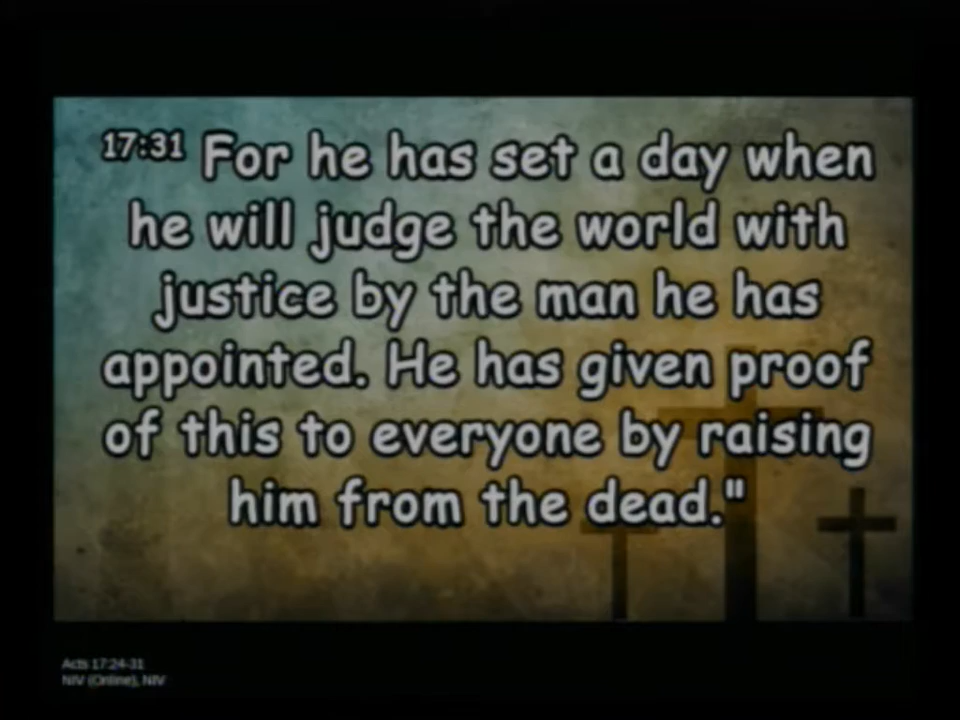 17:31 For he has set a day when
he will judge the world with
justice by the man he has
appointed. He has given proof
of this to everyone by raising
him from the dead."
Acts 17:24-31
NIV (Online), NIV